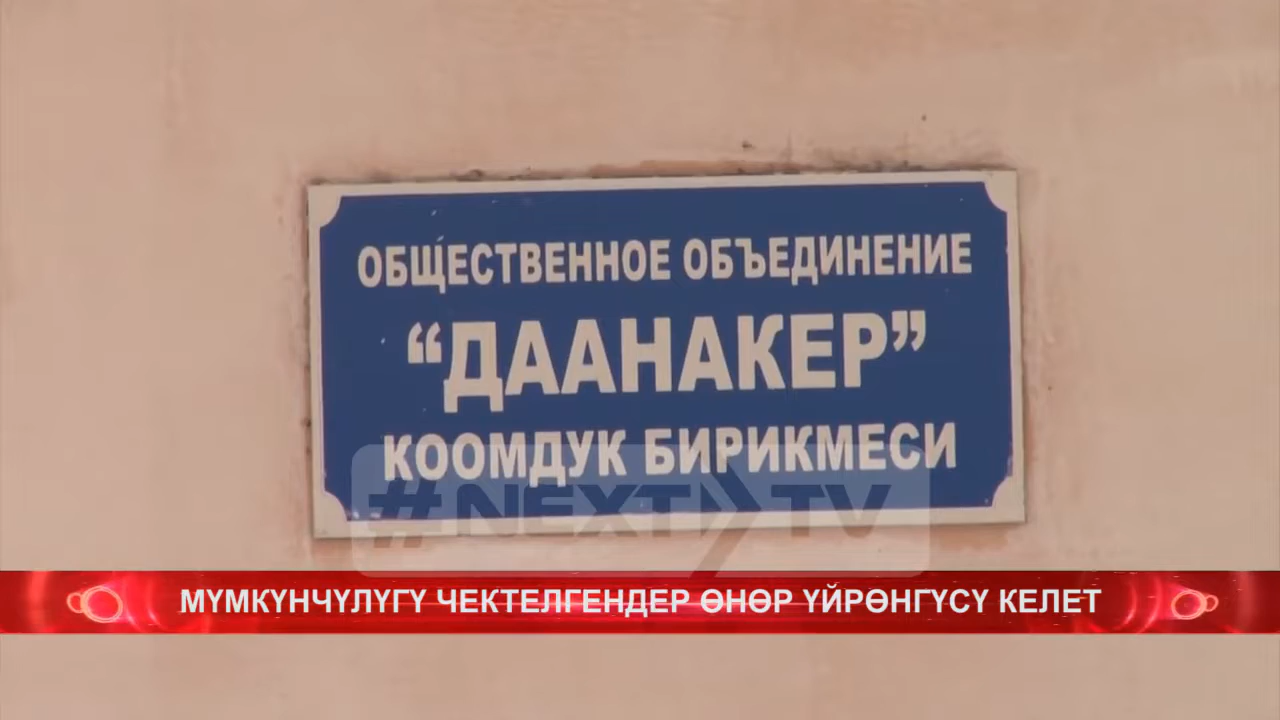 ОБЩЕСТВЕННОЕ ОБЪЕДИНЕНИЕ
“ДААНАКЕР”
КООМДУК БИРИКМЕСИ
#NEXT TV
МҮМКҮНЧҮЛҮГҮ ЧЕКТЕЛГЕНДЕР ӨНӨР ҮЙРӨНГҮСҮ КЕЛЕТ